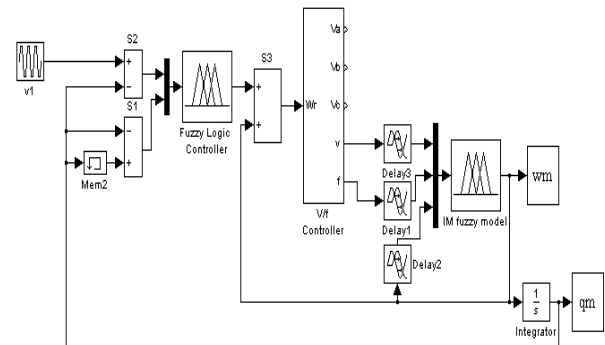 S2
+
−
v1
S1
−
+
Mem2
Fuzzy Logic
Controller
S3
+
+
Va
Vb
Wr
Vc
v
f
V/f
Controller
Delay3
Delay1
Delay2
IM fuzzy model
wm
1
s
Integrator
qm